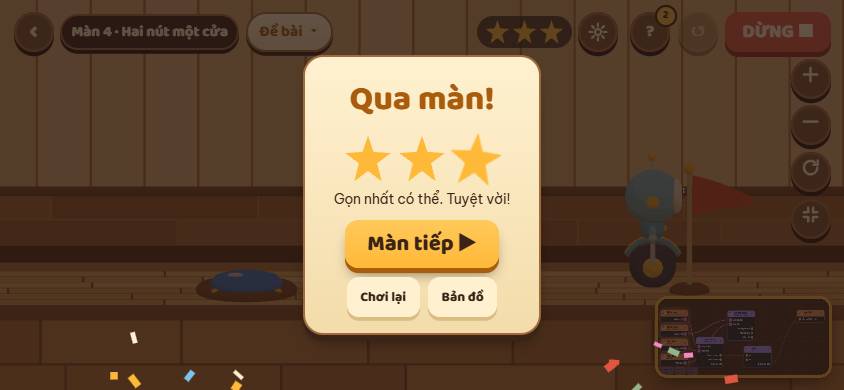 Màn 4 · Hai nút một cửa
Đề bài
2
?
DỪNG
Qua màn!
Gọn nhất có thể. Tuyệt vời!
Màn tiếp
Chơi lại
Bản đồ